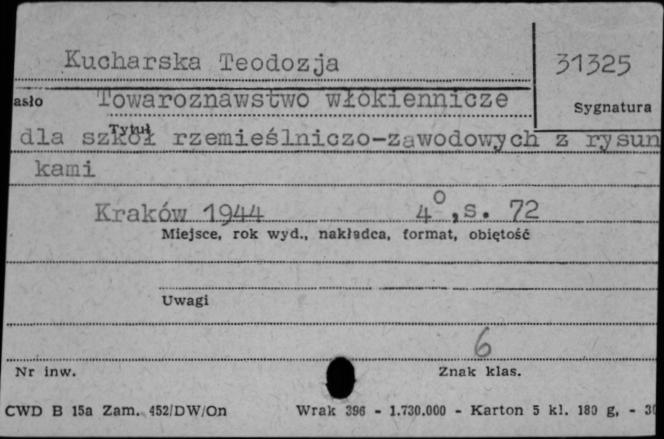 Kucharska Teodozja
31325
asło
Towaroznawstwo włókiennicze
Sygnatura
Tytuł
dla szkół rzemieślniczo-zawodowych z rysun
kami
Kraków 1944 4°, s. 72
Miejsce, rok wyd., nakładca, format, objętość
Uwagi
6
Nr inw.
Znak klas.
CWD B 15a Zam. 452/DW/On Wrak 396 - 1.730.000 - Karton 5 kl. 180 g, - 30